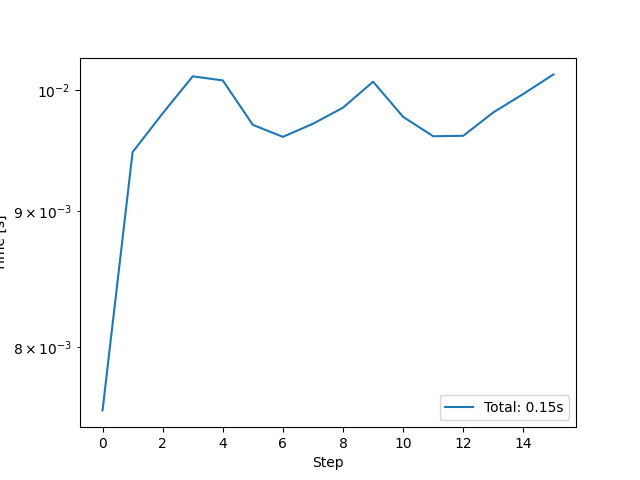 10⁻²
9 × 10⁻³
8 × 10⁻³
Time [s]
0 2 4 6 8 10 12 14
Step
Total: 0.15s